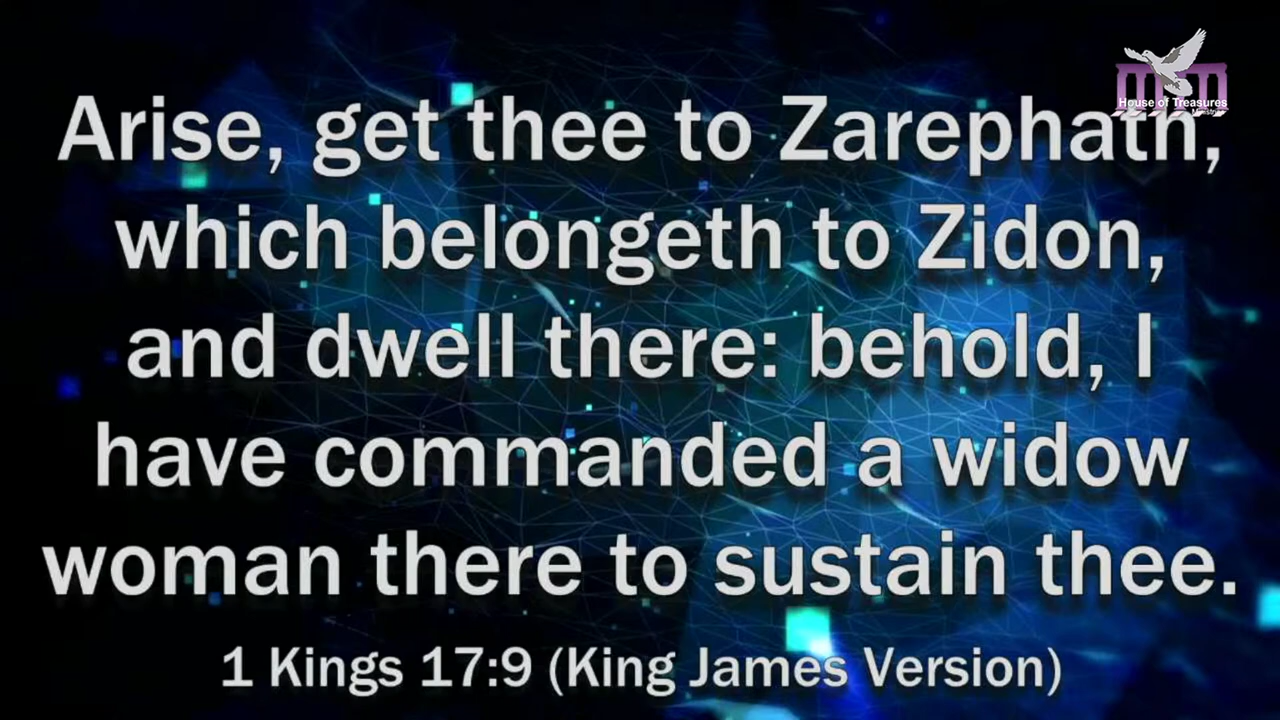 House of Treasures
Ministry
Arise, get thee to Zarephath,
which belongeth to Zidon,
and dwell there: behold, I
have commanded a widow
woman there to sustain thee.
1 Kings 17:9 (King James Version)